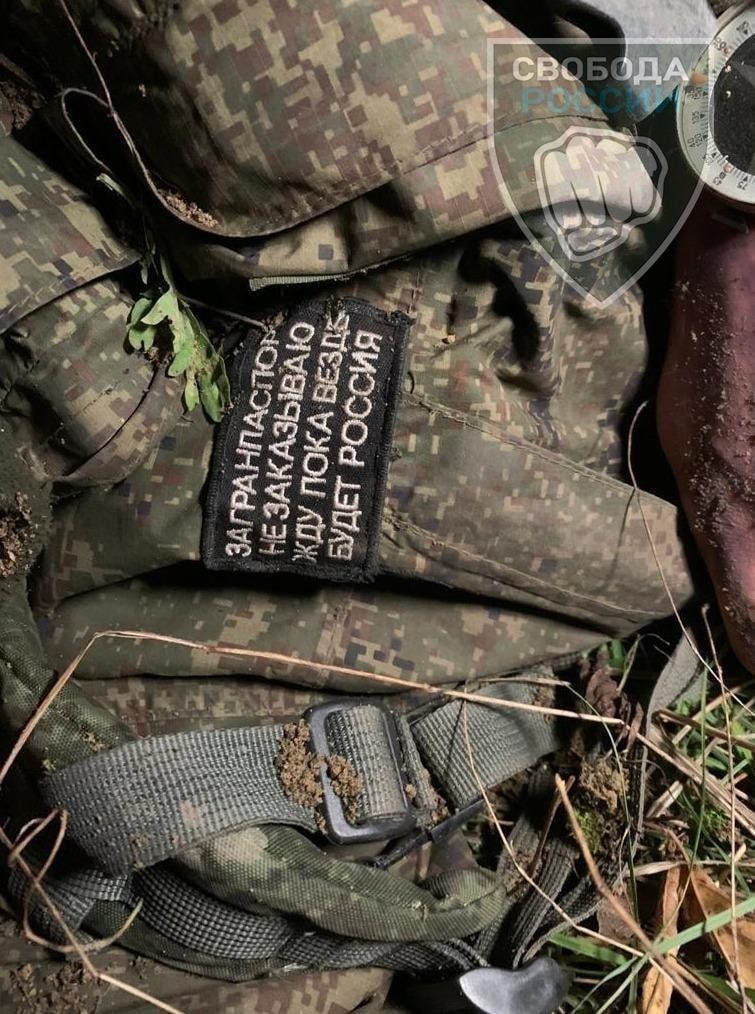 СВОБОДА
РОССИИ
ЗАГРАНПАСПОРТ
НЕ ЗАКАЗЫВАЮ
ЖДУ ПОКА ВЕЗДЕ
БУДЕТ РОССИЯ